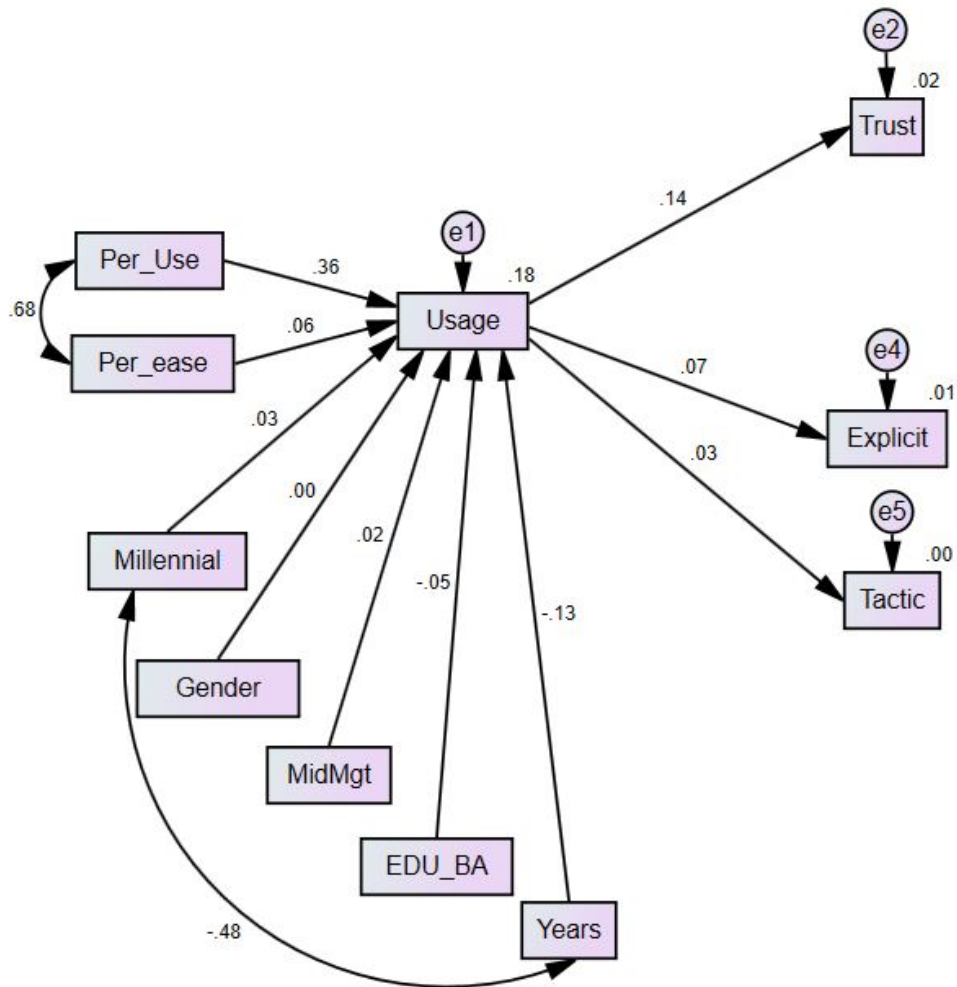 e2
.02
Trust
.14
e1
Per_Use
.36
.18
Usage
.68
.06
Per_ease
.07
e4
.01
Explicit
.03
.03
e5
.00
Tactic
.00
Millennial
.02
-.05
-.13
Gender
MidMgt
EDU_BA
Years
-.48